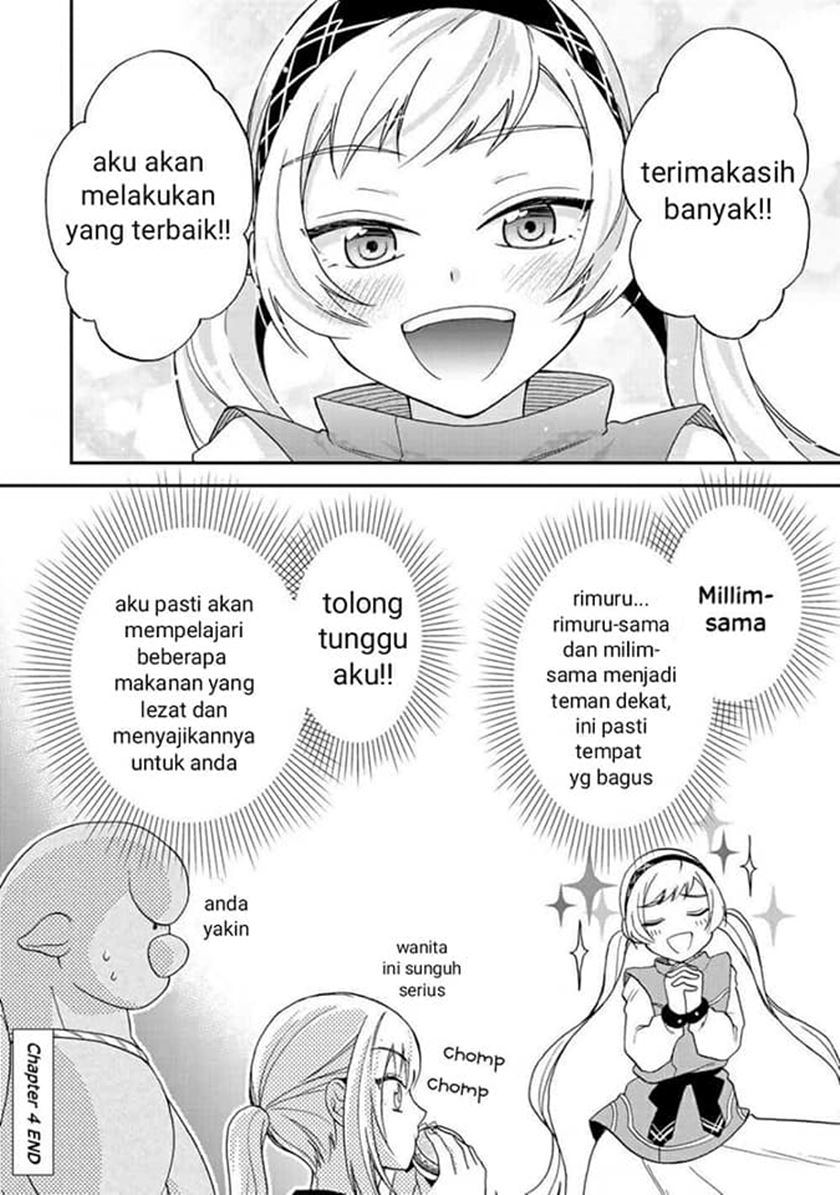 terimakasih
banyak!!
aku akan
melakukan
yang terbaik!!
Millim-
sama
rimuru...
rimuru-sama
dan milim-
sama menjadi
teman dekat,
ini pasti
tempat
yg bagus
tolong
tunggu
aku!!
aku pasti akan
mempelajari
beberapa
makanan yang
lezat dan
menyajikannya
untuk anda
wanita
ini sunguh
serius
chomp
chomp
anda
yakin
Chapter 4 END